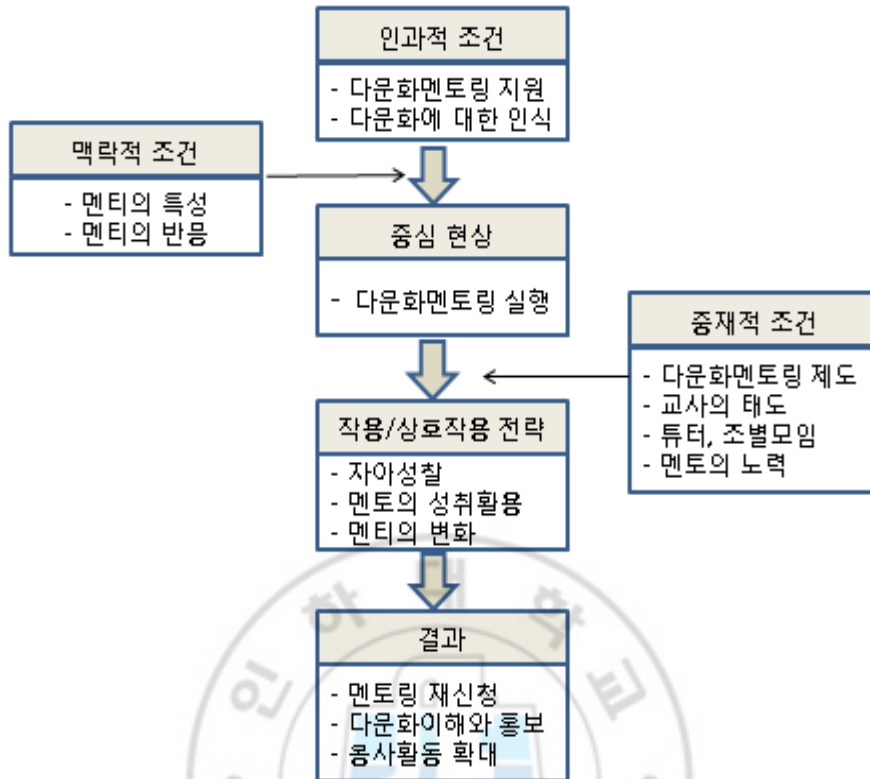 인과적 조건
- 다문화멘토링 지원
- 다문화에 대한 인식
맥락적 조건
- 멘티의 특성
- 멘티의 반응
중심 현상
- 다문화멘토링 실행
중재적 조건
- 다문화멘토링 제도
- 교사의 태도
- 튜터, 조별모임
- 멘토의 노력
작용/상호작용 전략
- 자아성찰
- 멘토의 성취활용
- 멘티의 변화
결과
- 멘토링 재신청
- 다문화이해와 홍보
- 봉사활동 확대
인하대학교